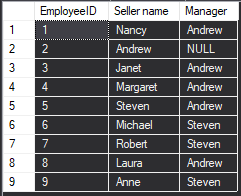 EmployeeID Seller name Manager
1 1 Nancy Andrew
2 2 Andrew NULL
3 3 Janet Andrew
4 4 Margaret Andrew
5 5 Steven Andrew
6 6 Michael Steven
7 7 Robert Steven
8 8 Laura Andrew
9 9 Anne Steven